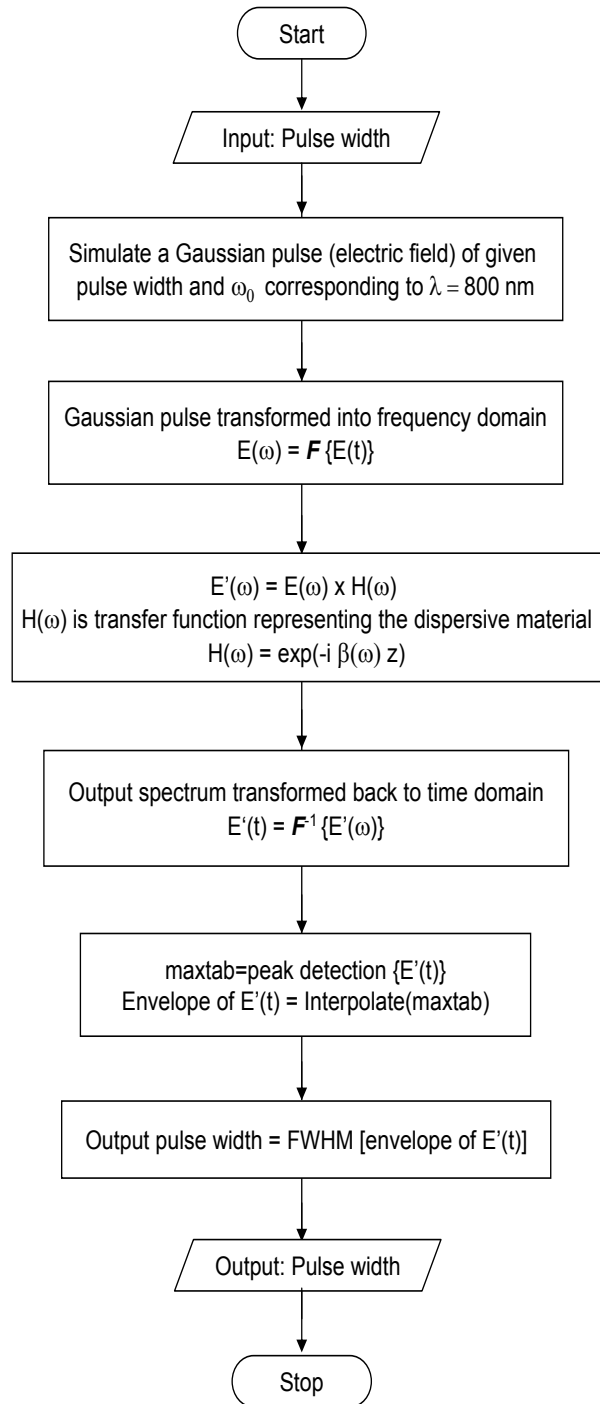 Start
Input: Pulse width
Simulate a Gaussian pulse (electric field) of given
pulse width and ω₀ corresponding to λ = 800 nm
Gaussian pulse transformed into frequency domain
E(ω) = F {E(t)}
E’(ω) = E(ω) x H(ω)
H(ω) is transfer function representing the dispersive material
H(ω) = exp(-i β(ω) z)
Output spectrum transformed back to time domain
E‘(t) = F⁻¹ {E’(ω)}
maxtab=peak detection {E’(t)}
Envelope of E’(t) = Interpolate(maxtab)
Output pulse width = FWHM [envelope of E’(t)]
Output: Pulse width
Stop